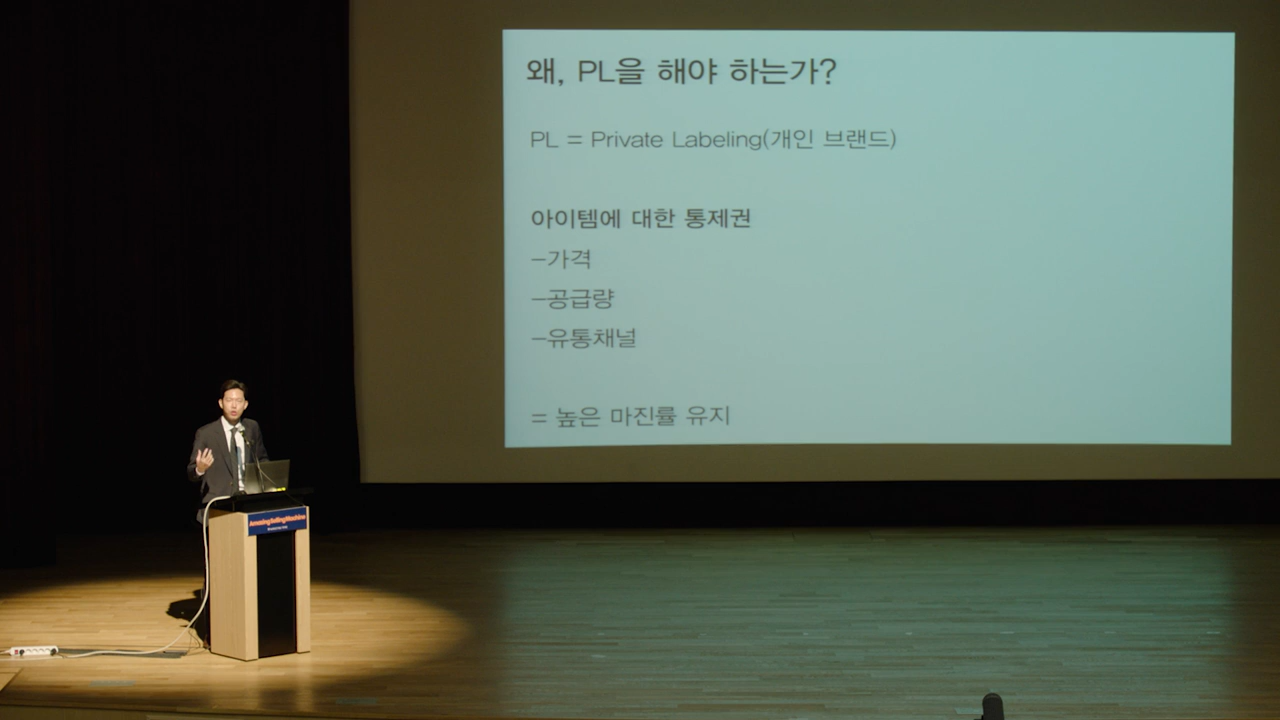 왜, PL을 해야 하는가?
PL = Private Labeling(개인 브랜드)
아이템에 대한 통제권
-가격
-공급량
-유통채널
= 높은 마진률 유지
AmazingSellingMachine